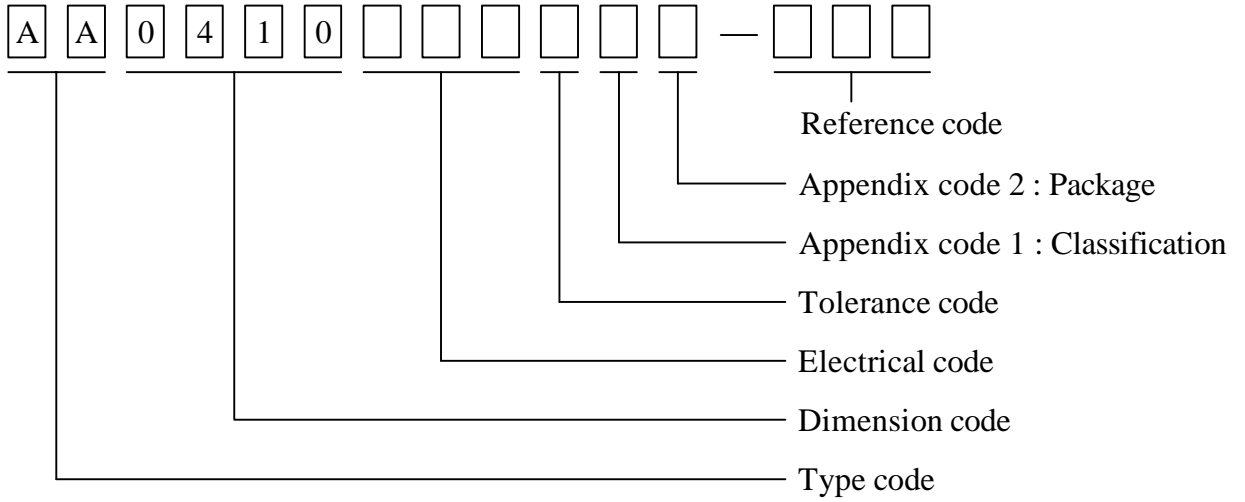 A A 0 4 1 0 —
Reference code
Appendix code 2 : Package
Appendix code 1 : Classification
Tolerance code
Electrical code
Dimension code
Type code